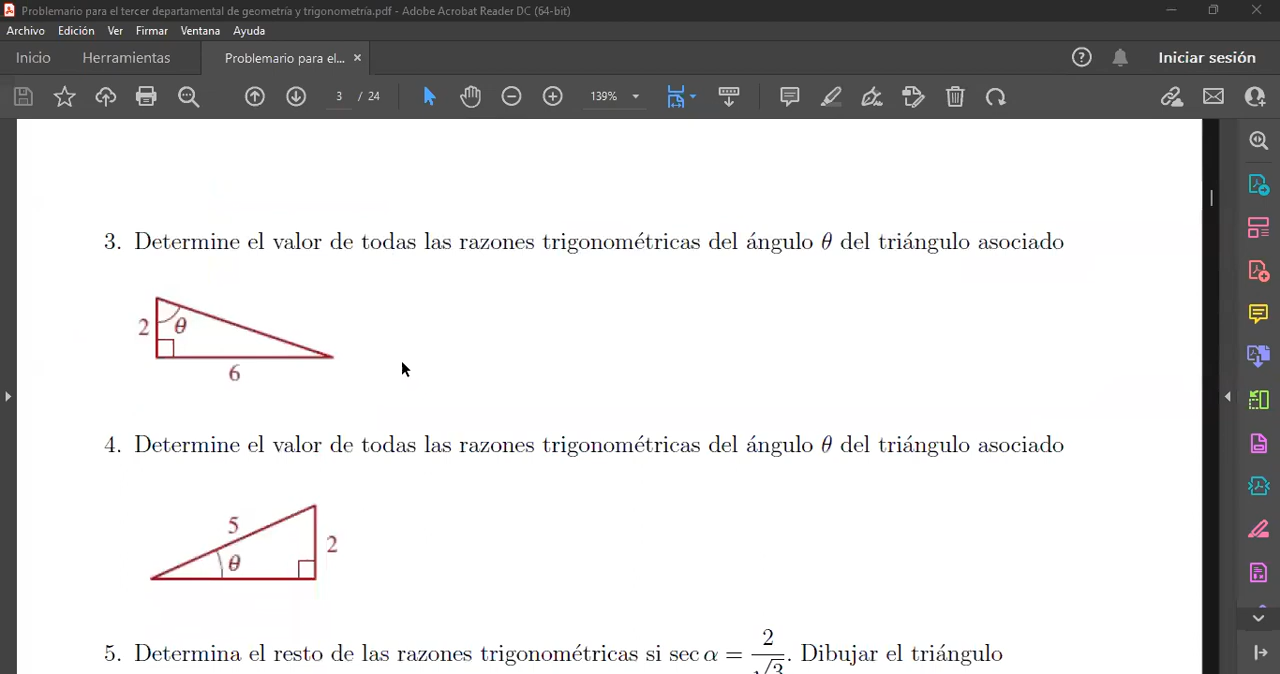 Problemario para el tercer departamental de geometría y trigonometría.pdf - Adobe Acrobat Reader DC (64-bit)
Archivo Edición Ver Firmar Ventana Ayuda
Inicio Herramientas Problemario para el... × Iniciar sesión
3 / 24 139%
3. Determine el valor de todas las razones trigonométricas del ángulo θ del triángulo asociado
2 θ
6
4. Determine el valor de todas las razones trigonométricas del ángulo θ del triángulo asociado
5
2
θ
5. Determina el resto de las razones trigonométricas si sec α = 2/√3. Dibujar el triángulo